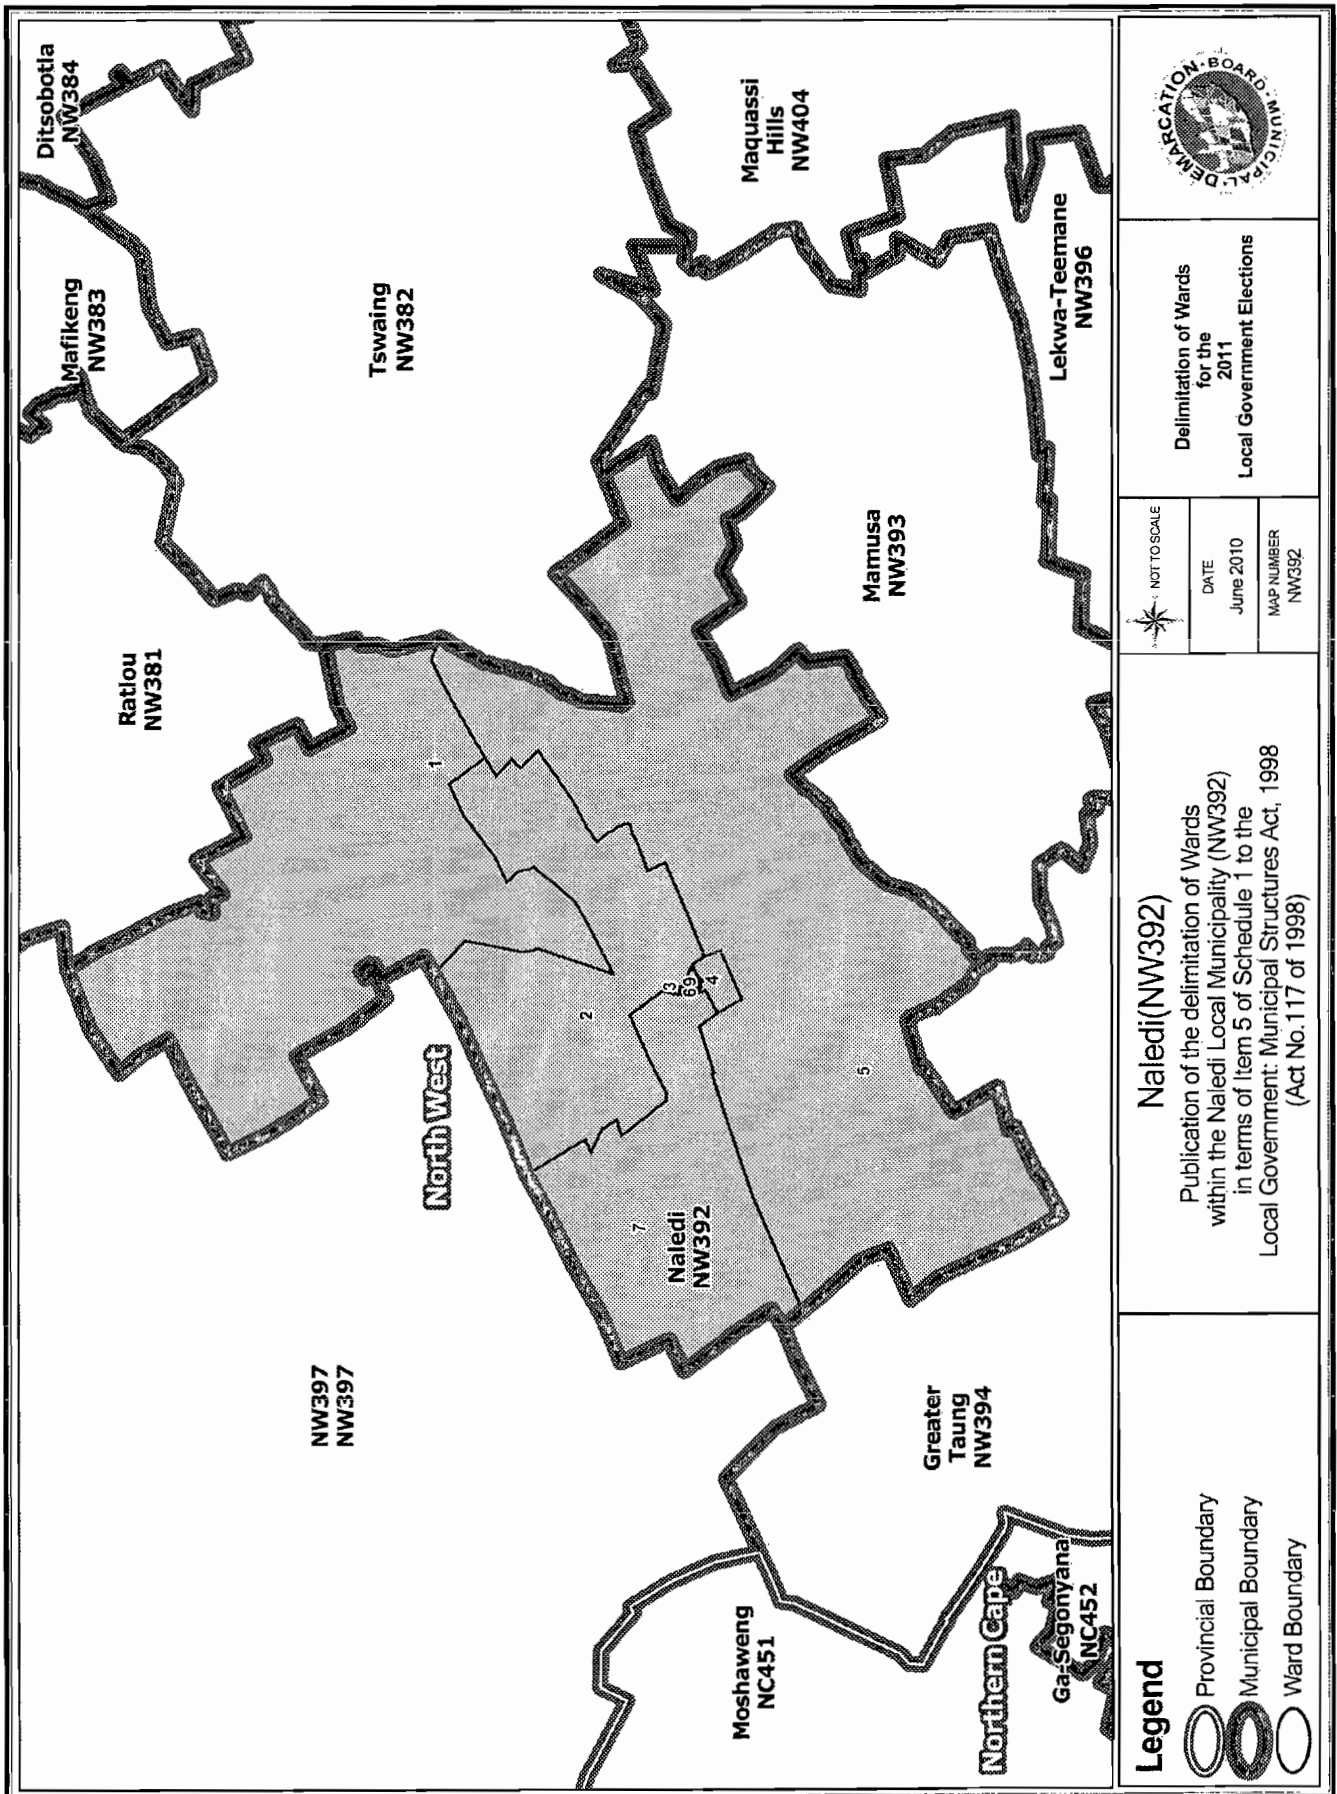 Ditsobotla
NW384
Mafikeng
NW383
Ratlou
NW381
Tswaing
NW382
Maquassi
Hills
NW404
Lekwa-Teemane
NW396
Mamusa
NW393
North West
NW397
NW397
Naledi
NW392
1
2
3
69
4
5
7
Greater
Taung
NW394
Moshaweng
NC451
Northern Cape
Ga-Segonyana
NC452
Legend
Provincial Boundary
Municipal Boundary
Ward Boundary
Naledi(NW392)
Publication of the delimitation of Wards
within the Naledi Local Municipality (NW392)
in terms of Item 5 of Schedule 1 to the
Local Government: Municipal Structures Act, 1998
(Act No.117 of 1998)
NOT TO SCALE
DATE
June 2010
MAP NUMBER
NW392
Delimitation of Wards
for the
2011
Local Government Elections
DEMARCATION · BOARD · MUNICIPAL ·